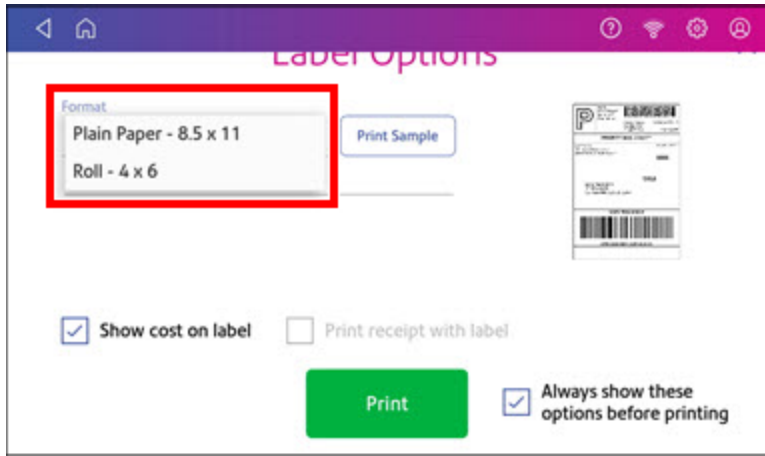 Label Options
Format
Plain Paper - 8.5 x 11
Print Sample
Roll - 4 x 6
P
Show cost on label
Print receipt with label
Print
Always show these
options before printing